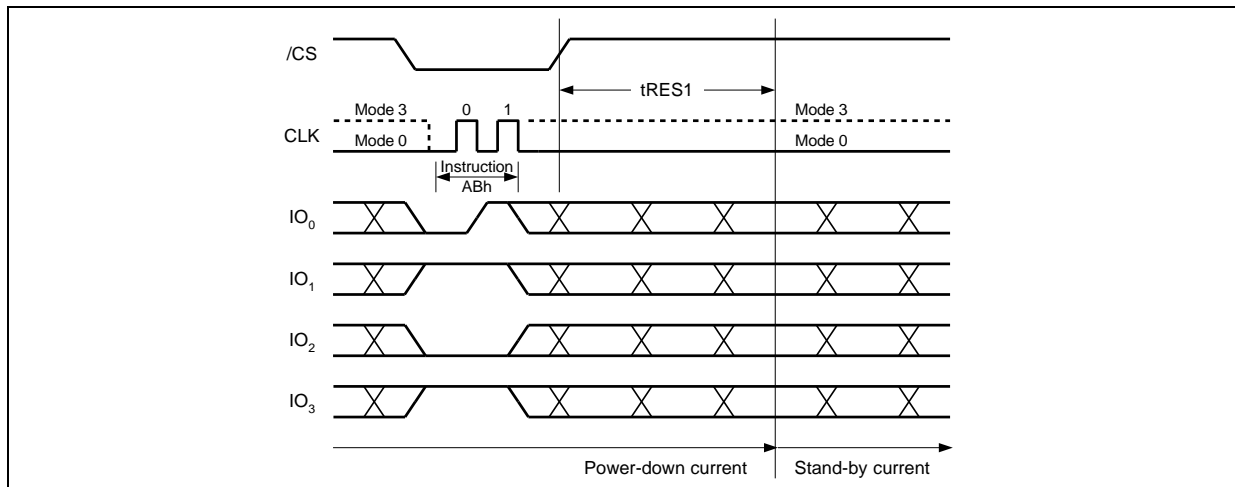 /CS
tRES1
Mode 3 0 1 Mode 3
CLK
Mode 0 Mode 0
Instruction
ABh
IO0
IO1
IO2
IO3
Power-down current Stand-by current